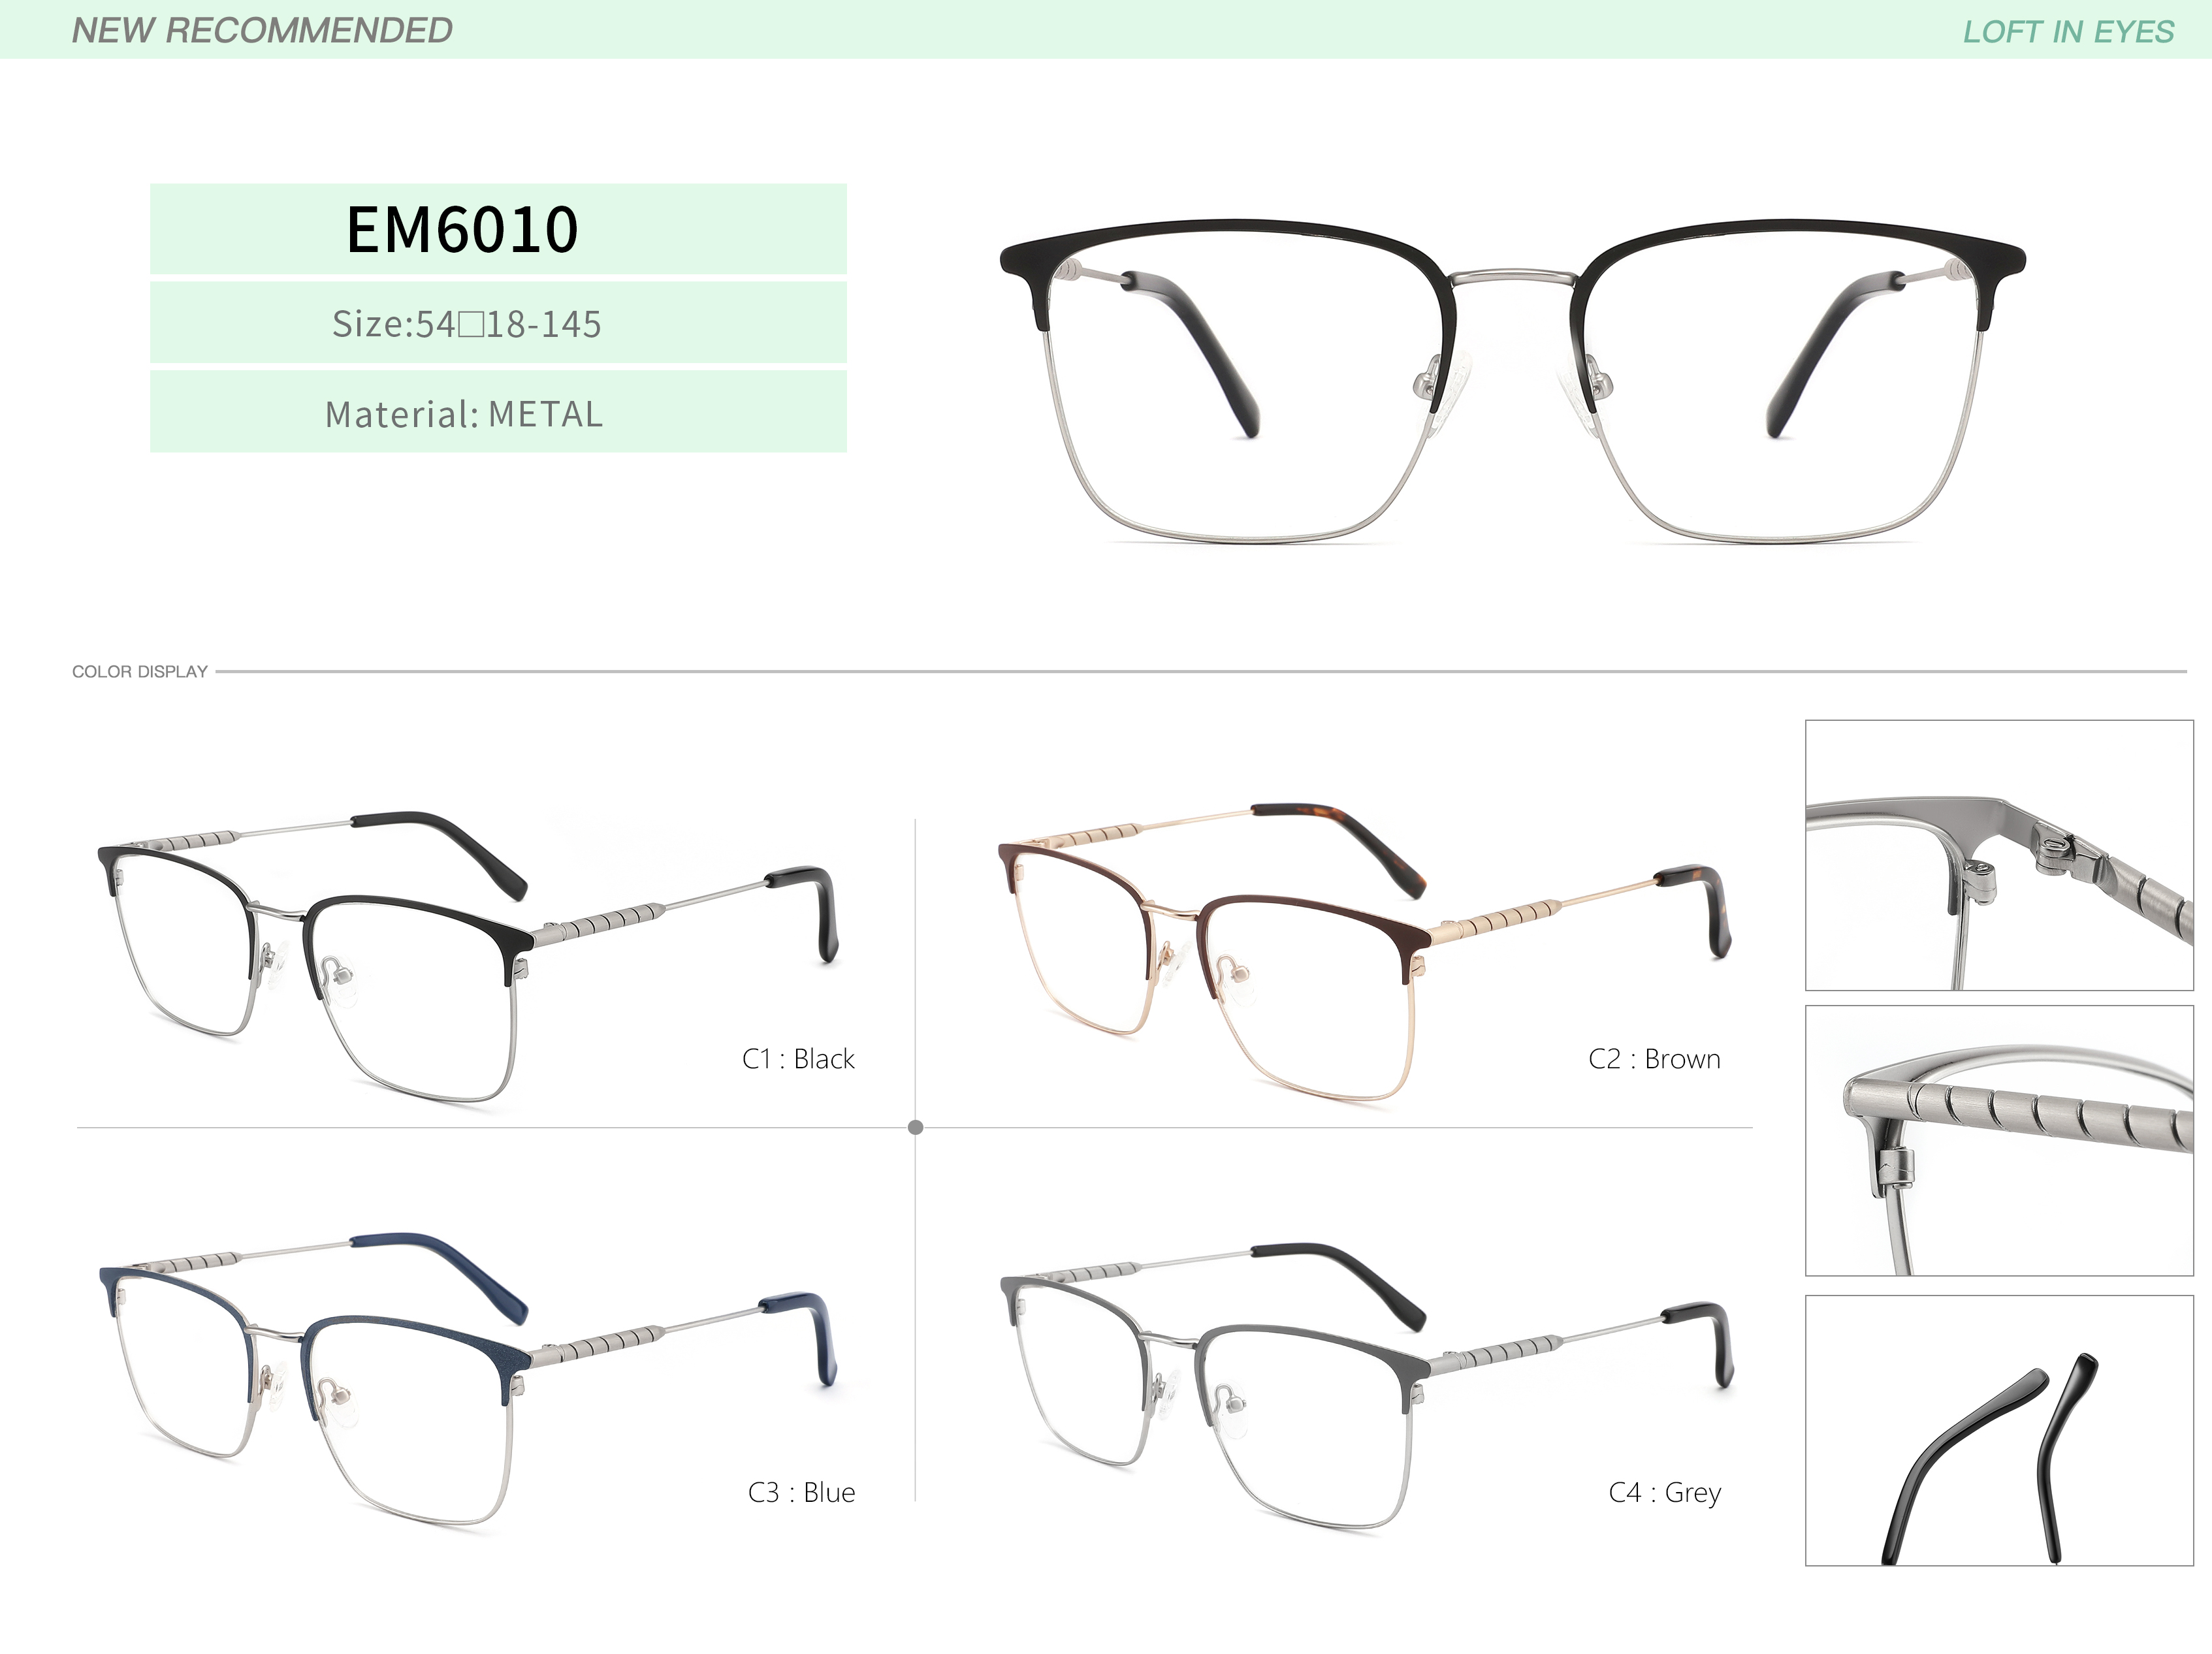 NEW RECOMMENDED
LOFT IN EYES
EM6010
Size:54□18-145
Material: METAL
COLOR DISPLAY
C1 : Black
C2 : Brown
C3 : Blue
C4 : Grey